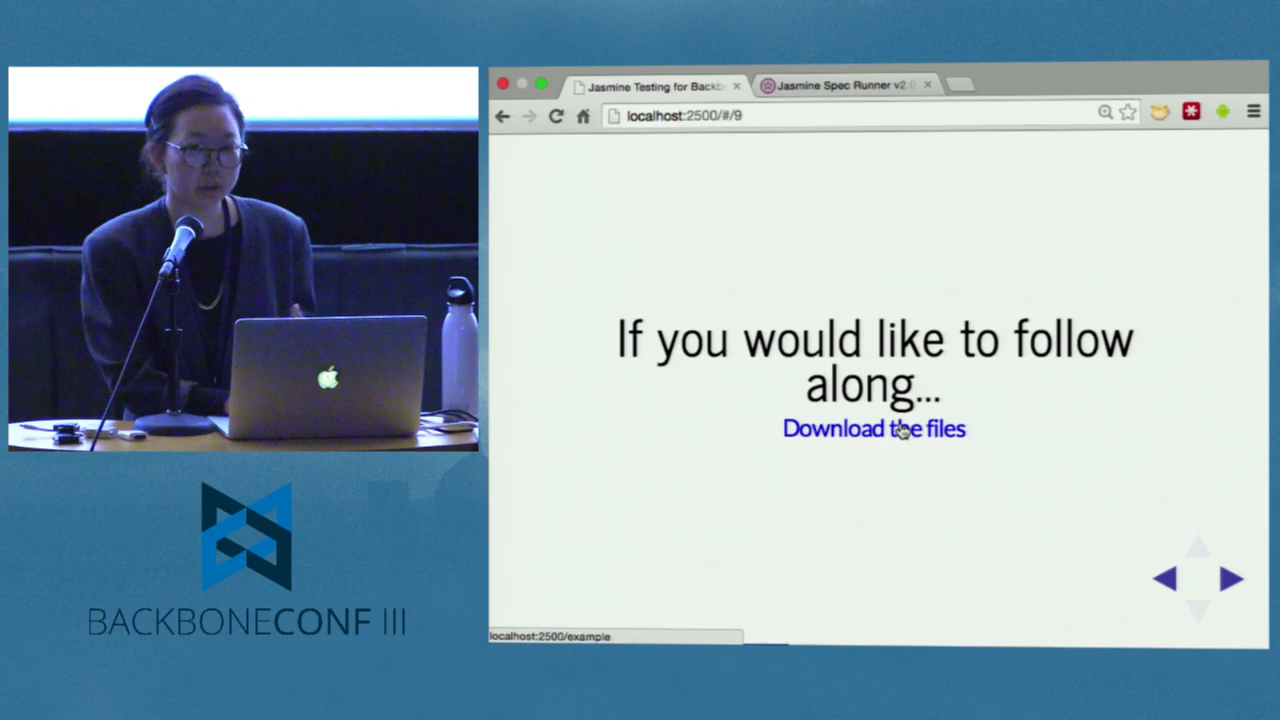 Jasmine Testing for Backb
Jasmine Spec Runner v2.0
localhost:2500/#/9
If you would like to follow
along...
Download the files
localhost:2500/example
BACKBONECONF III